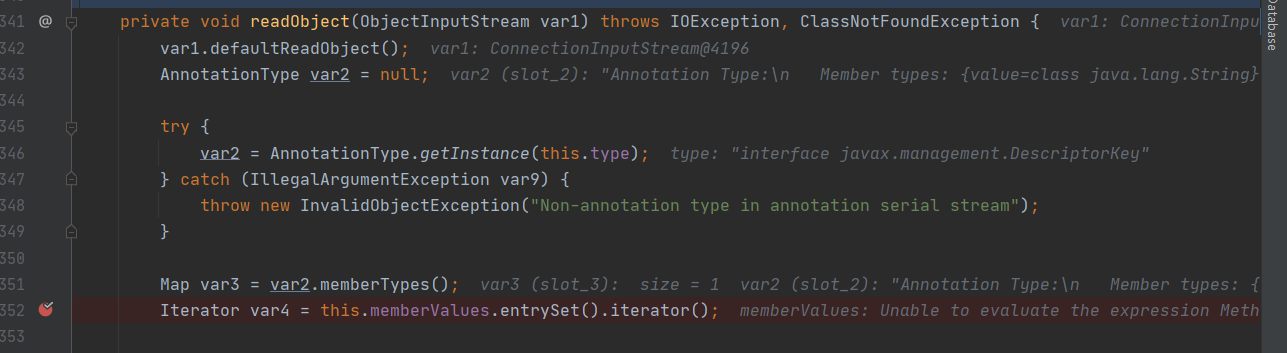 341 @ private void readObject(ObjectInputStream var1) throws IOException, ClassNotFoundException { var1: ConnectionInpu
342 var1.defaultReadObject(); var1: ConnectionInputStream@4196
343 AnnotationType var2 = null; var2 (slot_2): "Annotation Type:\n   Member types: {value=class java.lang.String}
344
345 try {
346 var2 = AnnotationType.getInstance(this.type); type: "interface javax.management.DescriptorKey"
347 } catch (IllegalArgumentException var9) {
348 throw new InvalidObjectException("Non-annotation type in annotation serial stream");
349 }
350
351 Map var3 = var2.memberTypes(); var3 (slot_3):  size = 1  var2 (slot_2): "Annotation Type:\n   Member types: {
352 Iterator var4 = this.memberValues.entrySet().iterator(); memberValues: Unable to evaluate the expression Meth
353
Database